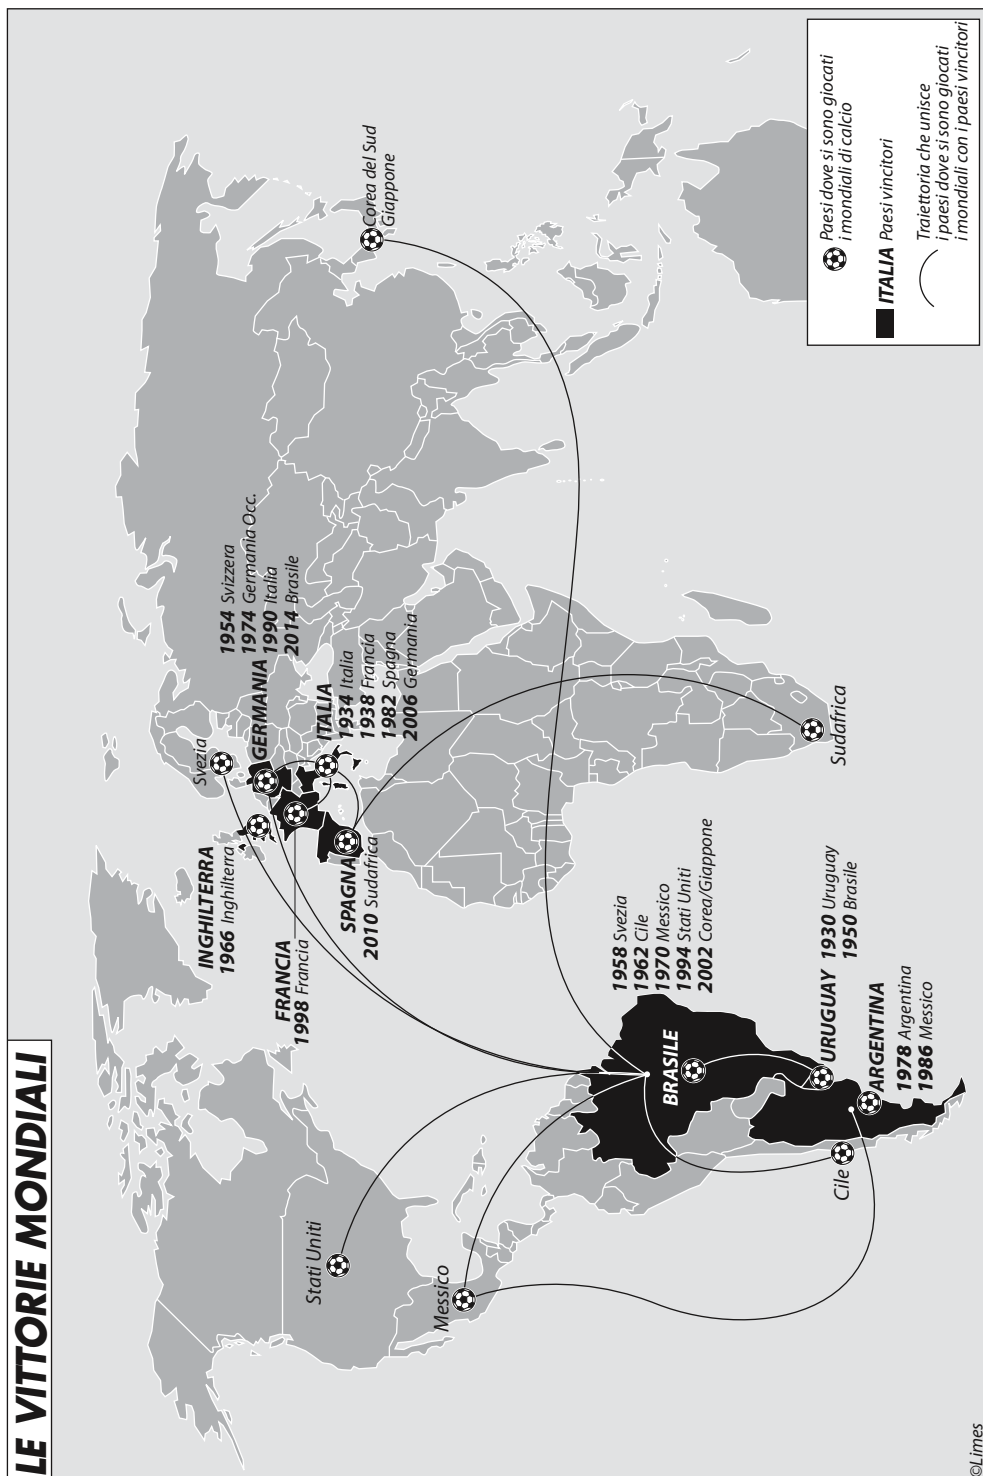 LE VITTORIE MONDIALI
Stati Uniti
Messico
INGHILTERRA
1966 Inghilterra
FRANCIA
1998 Francia
SPAGNA
2010 Sudafrica
Svezia
GERMANIA
1954 Svizzera
1974 Germania Occ.
1990 Italia
2014 Brasile
ITALIA
1934 Italia
1938 Francia
1982 Spagna
2006 Germania
Corea del Sud
Giappone
BRASILE
1958 Svezia
1962 Cile
1970 Messico
1994 Stati Uniti
2002 Corea/Giappone
URUGUAY
1930 Uruguay
1950 Brasile
ARGENTINA
1978 Argentina
1986 Messico
Cile
Sudafrica
Paesi dove si sono giocati
i mondiali di calcio
ITALIA Paesi vincitori
Traiettoria che unisce
i paesi dove si sono giocati
i mondiali con i paesi vincitori
©Limes